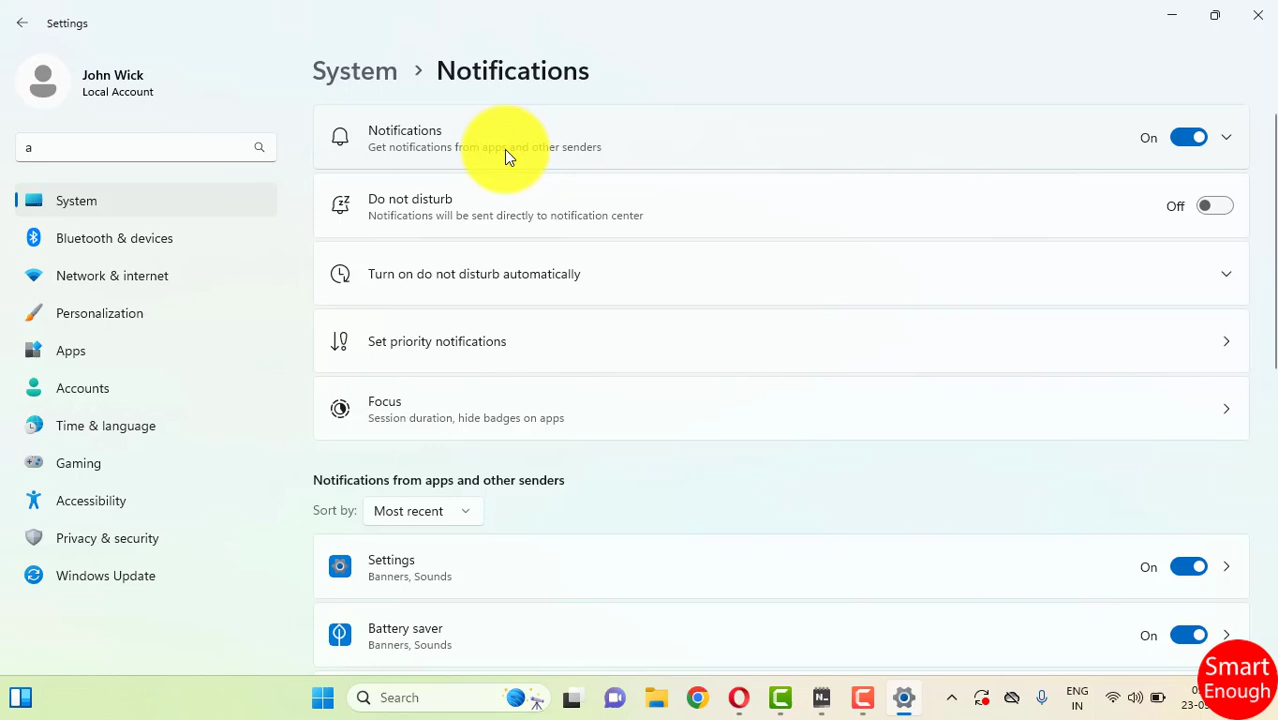 Settings
John Wick
Local Account
a
System
Bluetooth & devices
Network & internet
Personalization
Apps
Accounts
Time & language
Gaming
Accessibility
Privacy & security
Windows Update
System > Notifications
Notifications
Get notifications from apps and other senders
On
Do not disturb
Notifications will be sent directly to notification center
Off
Turn on do not disturb automatically
Set priority notifications
Focus
Session duration, hide badges on apps
Notifications from apps and other senders
Sort by: Most recent
Settings
Banners, Sounds
On
Battery saver
Banners, Sounds
On
Search
ENG
IN
Smart
Enough